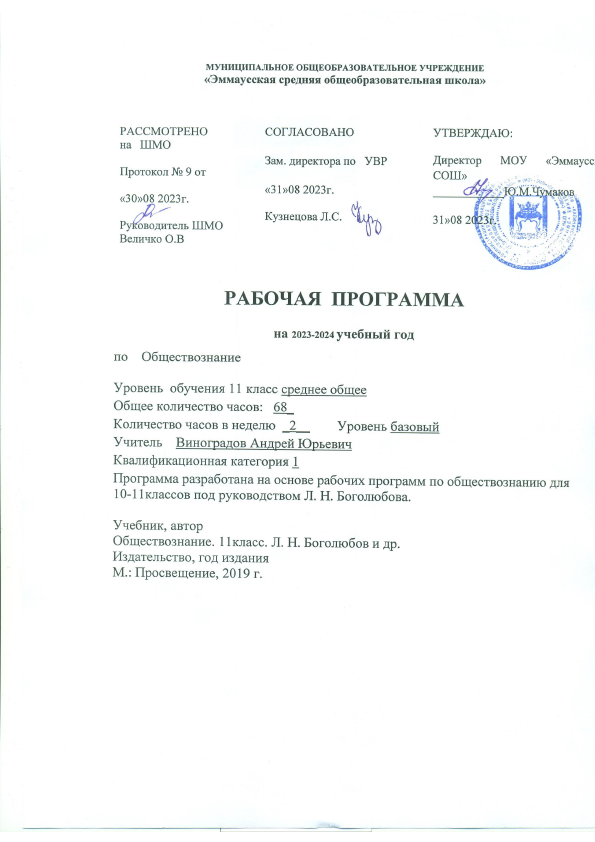 МУНИЦИПАЛЬНОЕ ОБЩЕОБРАЗОВАТЕЛЬНОЕ УЧРЕЖДЕНИЕ
«Эммаусская средняя общеобразовательная школа»
РАССМОТРЕНО
на ШМО
Протокол № 9 от
«30»08 2023г.
Руководитель ШМО
Величко О.В
СОГЛАСОВАНО
Зам. директора по УВР
«31»08 2023г.
Кузнецова Л.С.
УТВЕРЖДАЮ:
Директор МОУ «Эммаусс
СОШ»
Ю.М.Чумаков
31»08 2023г.
РАБОЧАЯ ПРОГРАММА
на 2023-2024 учебный год
по Обществознание
Уровень обучения 11 класс среднее общее
Общее количество часов: 68_
Количество часов в неделю _2__ Уровень базовый
Учитель Виноградов Андрей Юрьевич
Квалификационная категория 1
Программа разработана на основе рабочих программ по обществознанию для
10-11классов под руководством Л. Н. Боголюбова.
Учебник, автор
Обществознание. 11класс. Л. Н. Боголюбов и др.
Издательство, год издания
М.: Просвещение, 2019 г.